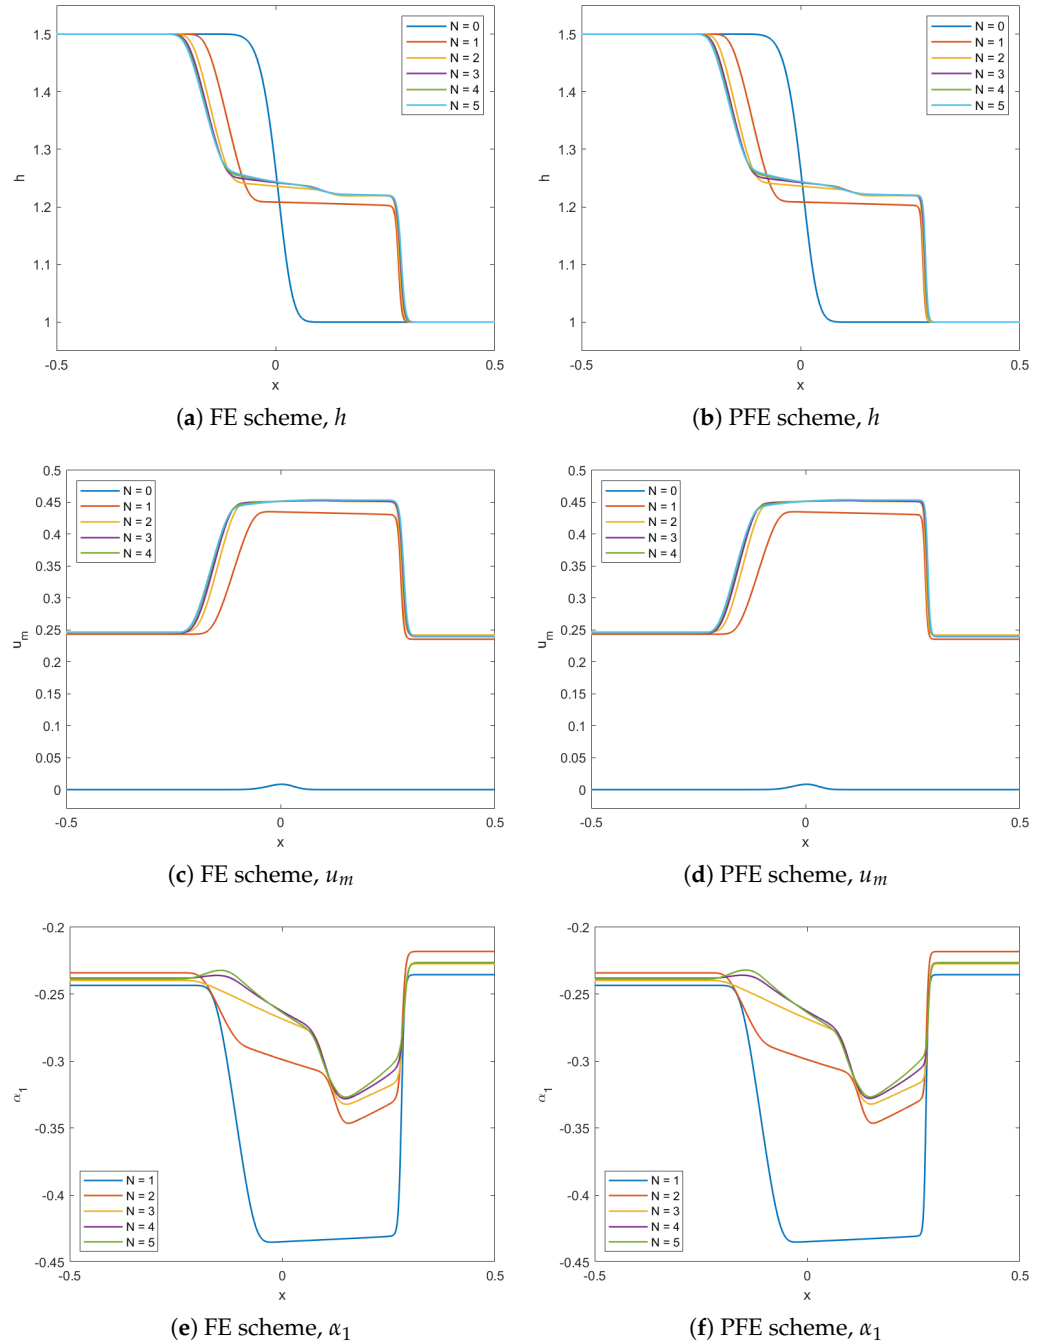 1.5
1.4
1.3
1.2
1.1
1
h
-0.5
0
0.5
x
N = 0
N = 1
N = 2
N = 3
N = 4
N = 5
(a) FE scheme, h
1.5
1.4
1.3
1.2
1.1
1
h
-0.5
0
0.5
x
N = 0
N = 1
N = 2
N = 3
N = 4
N = 5
(b) PFE scheme, h
0.5
0.45
0.4
0.35
0.3
0.25
0.2
0.15
0.1
0.05
0
u_m
-0.5
0
0.5
x
N = 0
N = 1
N = 2
N = 3
N = 4
(c) FE scheme, u_m
0.5
0.45
0.4
0.35
0.3
0.25
0.2
0.15
0.1
0.05
0
u_m
-0.5
0
0.5
x
N = 0
N = 1
N = 2
N = 3
N = 4
(d) PFE scheme, u_m
-0.2
-0.25
-0.3
-0.35
-0.4
-0.45
α_1
-0.5
0
0.5
x
N = 1
N = 2
N = 3
N = 4
N = 5
(e) FE scheme, α_1
-0.2
-0.25
-0.3
-0.35
-0.4
-0.45
α_1
-0.5
0
0.5
x
N = 1
N = 2
N = 3
N = 4
N = 5
(f) PFE scheme, α_1